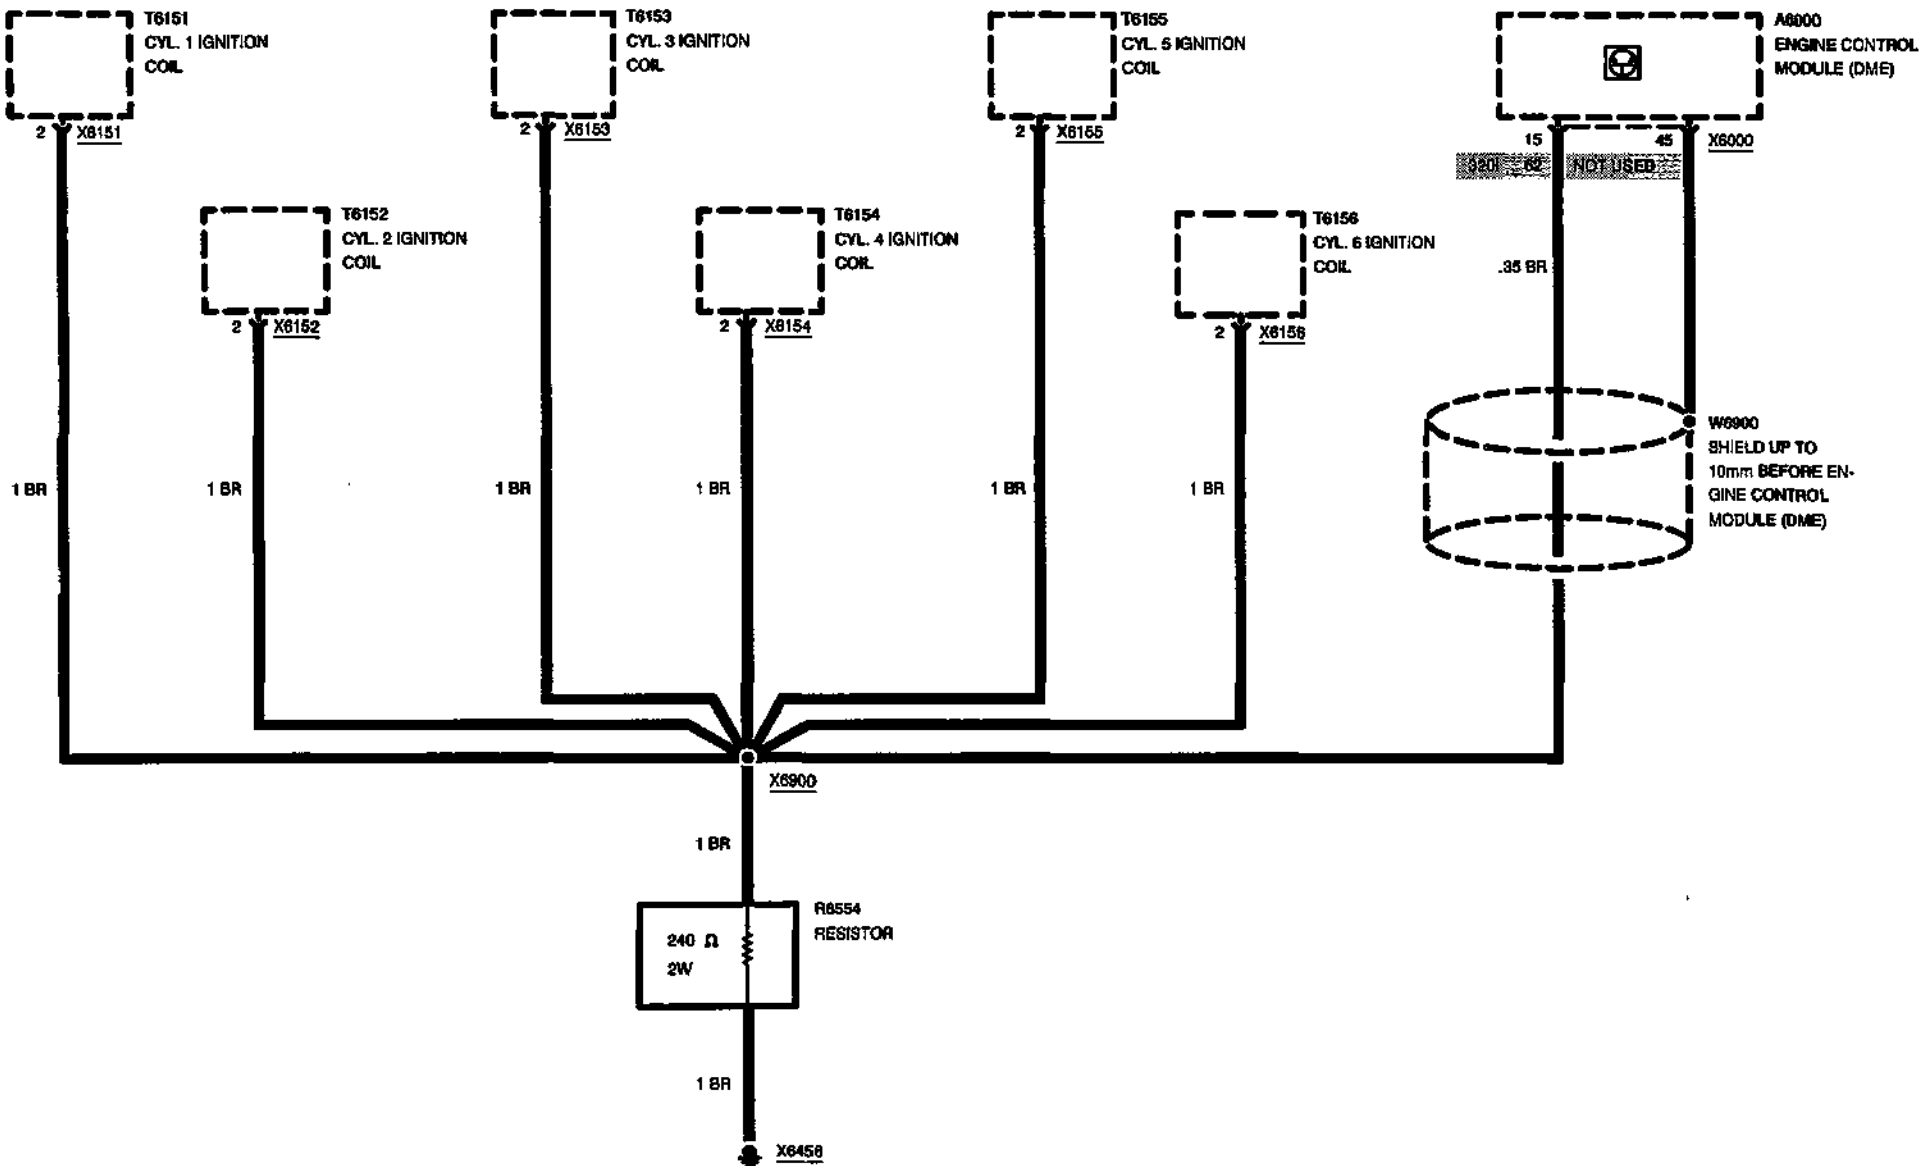 T6151
CYL. 1 IGNITION
COIL
T6153
CYL. 3 IGNITION
COIL
T6155
CYL. 5 IGNITION
COIL
A6000
ENGINE CONTROL
MODULE (DME)
2 X6151
2 X6153
2 X6155
15 45 X6000
320i 62 NOT USED
T6152
CYL. 2 IGNITION
COIL
T6154
CYL. 4 IGNITION
COIL
T6156
CYL. 6 IGNITION
COIL
.35 BR
2 X6152
2 X6154
2 X6156
W6900
SHIELD UP TO
10mm BEFORE EN-
GINE CONTROL
MODULE (DME)
1 BR
1 BR
1 BR
1 BR
1 BR
1 BR
X6900
1 BR
R6554
RESISTOR
240 Ω
2W
1 BR
X6456